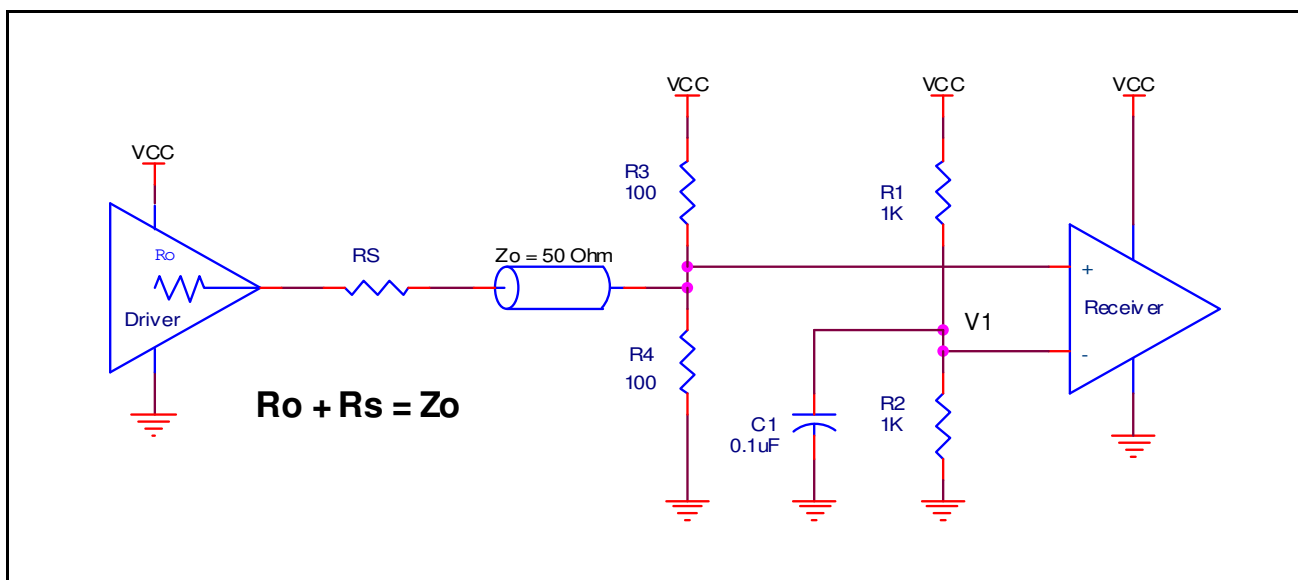 VCC
VCC
VCC
VCC
R3
100
R1
1K
Ro
RS
Zo = 50 Ohm
+
Driver
Receiver
V1
R4
100
-
Ro + Rs = Zo
R2
1K
C1
0.1uF